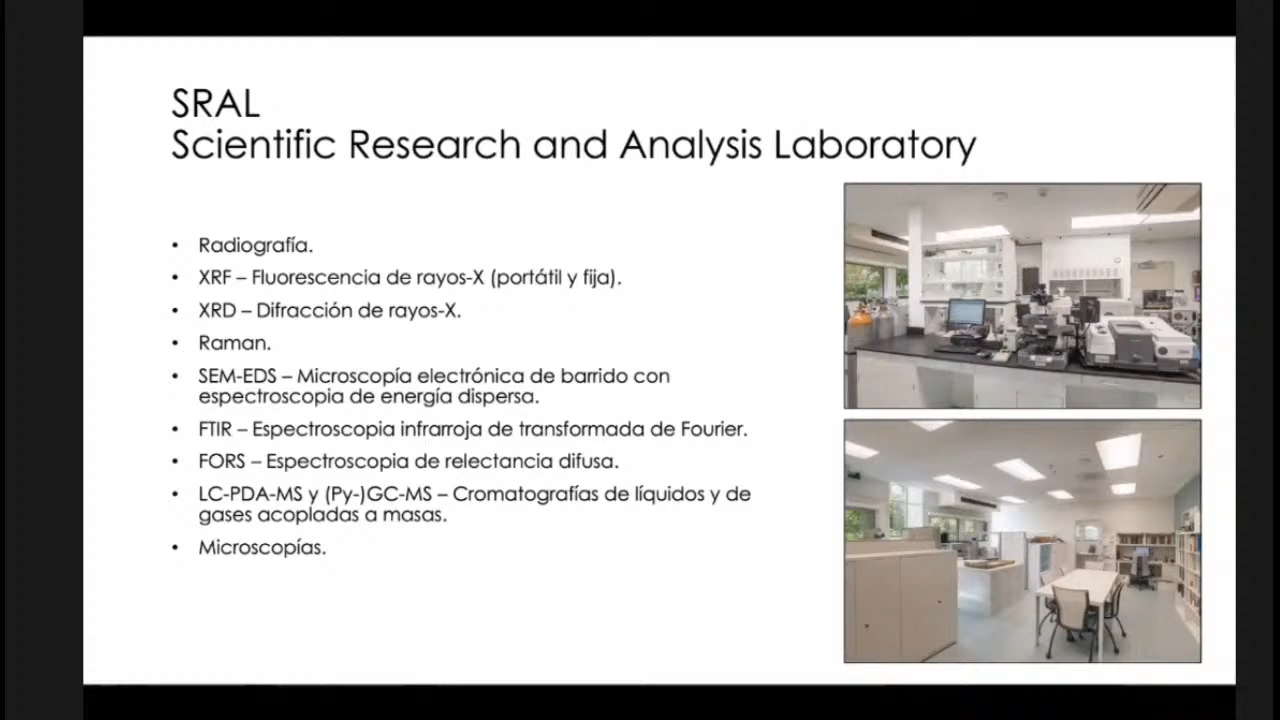 SRAL
Scientific Research and Analysis Laboratory
• Radiografía.
• XRF – Fluorescencia de rayos-X (portátil y fija).
• XRD – Difracción de rayos-X.
• Raman.
• SEM-EDS – Microscopía electrónica de barrido con
espectroscopia de energía dispersa.
• FTIR – Espectroscopia infrarroja de transformada de Fourier.
• FORS – Espectroscopia de relectancia difusa.
• LC-PDA-MS y (Py-)GC-MS – Cromatografías de líquidos y de
gases acopladas a masas.
• Microscopías.